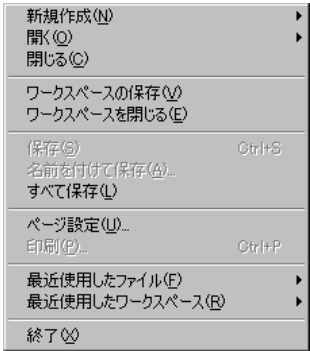 新規作成(N)
開く(O)
閉じる(C)
ワークスペースの保存(V)
ワークスペースを閉じる(E)
保存(S) Ctrl+S
名前を付けて保存(A)...
すべて保存(L)
ページ設定(U)...
印刷(P)... Ctrl+P
最近使用したファイル(F)
最近使用したワークスペース(R)
終了(X)